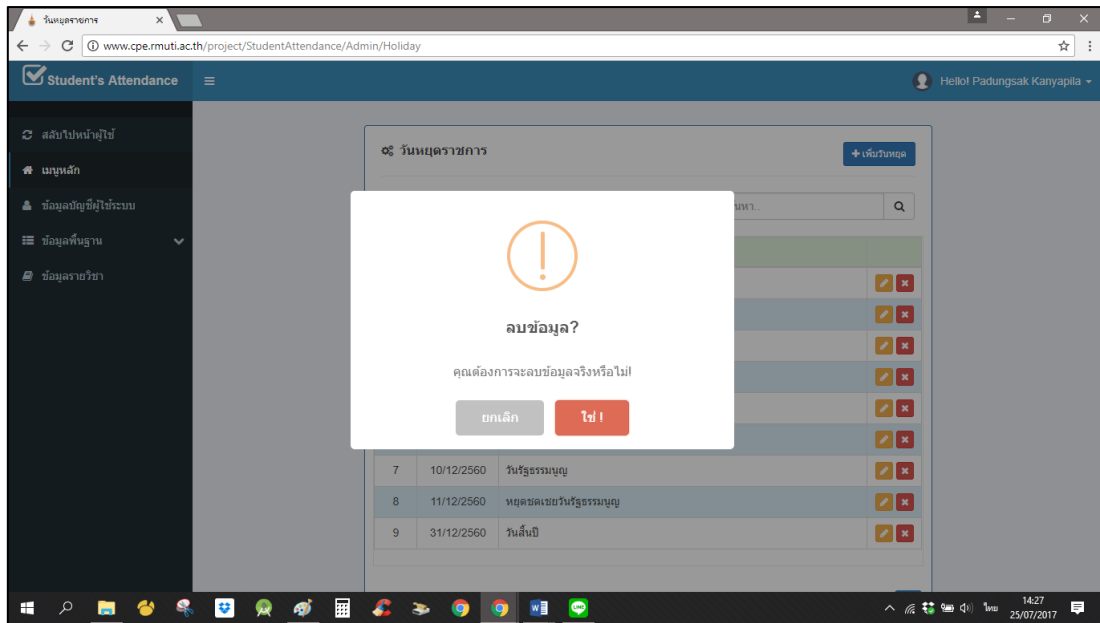 วันหยุดราชการ
www.cpe.rmuti.ac.th/project/StudentAttendance/Admin/Holiday
Student's Attendance
Hello! Padungsak Kanyapila
สลับไปหน้าผู้ใช้
เมนูหลัก
ข้อมูลบัญชีผู้ใช้ระบบ
ข้อมูลพื้นฐาน
ข้อมูลรายวิชา
วันหยุดราชการ
เพิ่มวันหยุด
ลบข้อมูล?
คุณต้องการจะลบข้อมูลจริงหรือไม่!
ยกเลิก
ใช่ !
7 10/12/2560 วันรัฐธรรมนูญ
8 11/12/2560 หยุดชดเชยวันรัฐธรรมนูญ
9 31/12/2560 วันสิ้นปี
ไทย
14:27
25/07/2017